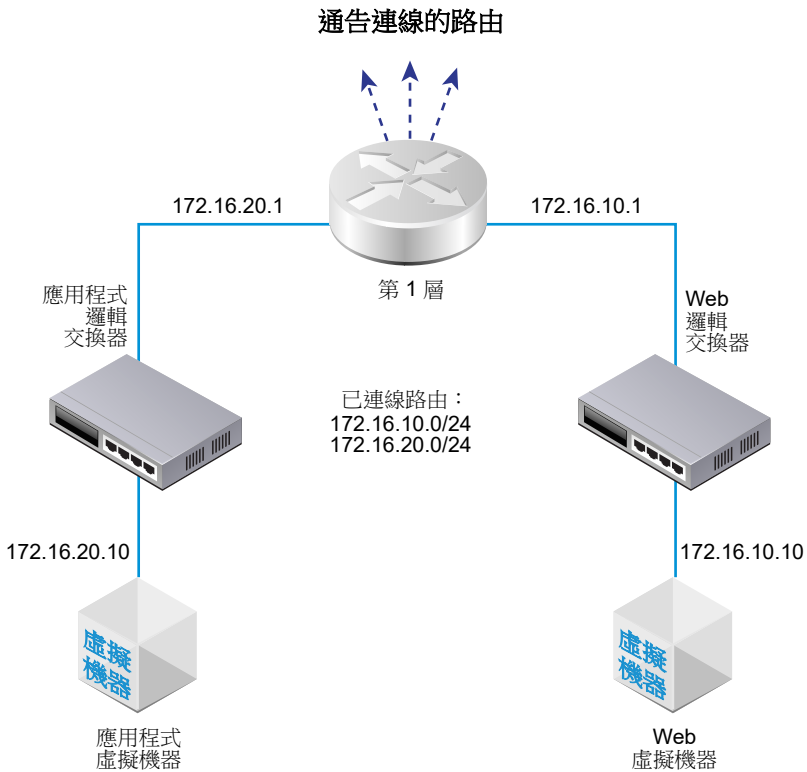 通告連線的路由
172.16.20.1
172.16.10.1
第 1 層
應用程式
邏輯
交換器
Web
邏輯
交換器
已連線路由：
172.16.10.0/24
172.16.20.0/24
172.16.20.10
172.16.10.10
虛擬
機器
虛擬
機器
應用程式
虛擬機器
Web
虛擬機器